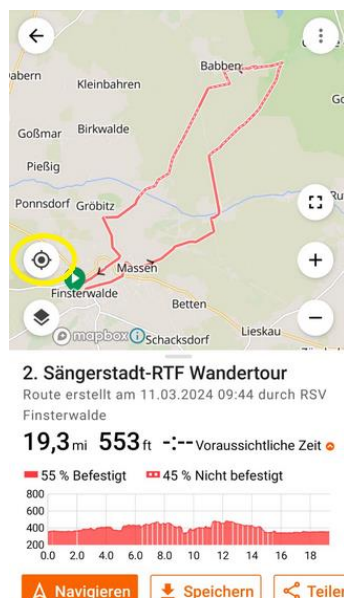 Babben
abern
Kleinbahren
Goßmar Birkwalde
Pießig
Ponnsdorf Gröbitz
Massen
Finsterwalde
Betten
mapbox
Schacksdorf
Lieskau
2. Sängerstadt-RTF Wandertour
Route erstellt am 11.03.2024 09:44 durch RSV
Finsterwalde
19,3 mi 553 ft -:-- Voraussichtliche Zeit
55 % Befestigt 45 % Nicht befestigt
800
600
400
200
0.0 2.0 4.0 6.0 8.0 10 12 14 16 18
Navigieren Speichern Teilen